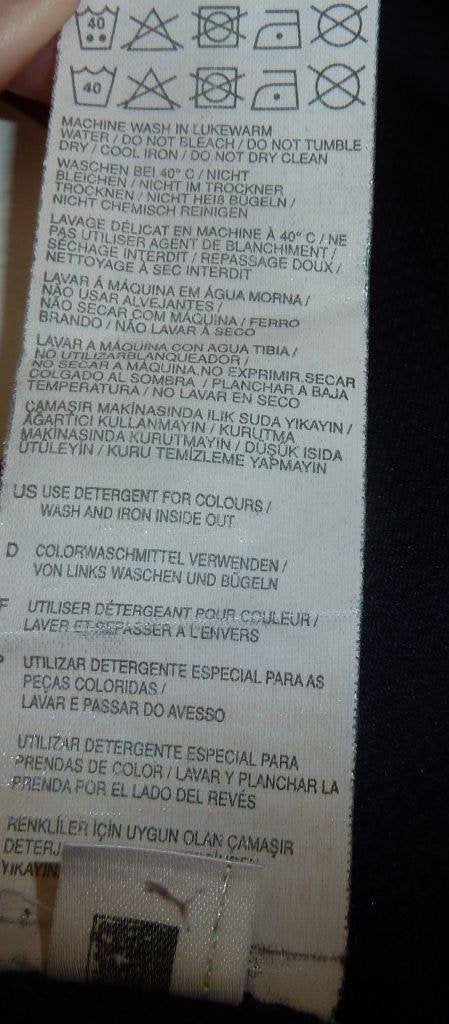 40
40
MACHINE WASH IN LUKEWARM
WATER / DO NOT BLEACH / DO NOT TUMBLE
DRY / COOL IRON / DO NOT DRY CLEAN
WASCHEN BEI 40° C / NICHT
BLEICHEN / NICHT IM TROCKNER
TROCKNEN / NICHT HEIß BÜGELN /
NICHT CHEMISCH REINIGEN
LAVAGE DÉLICAT EN MACHINE À 40° C / NE
PAS UTILISER AGENT DE BLANCHIMENT /
SÉCHAGE INTERDIT / REPASSAGE DOUX /
NETTOYAGE À SEC INTERDIT
LAVAR À MÁQUINA EM ÁGUA MORNA /
NÃO USAR ALVEJANTES /
NÃO SECAR COM MÁQUINA / FERRO
BRANDO / NÃO LAVAR À SECO
LAVAR A MÁQUINA CON AGUA TIBIA /
NO UTILIZARBLANQUEADOR /
NO SECAR A MÁQUINA.NO EXPRIMIR.SECAR
COLGADO AL SOMBRA / PLANCHAR A BAJA
TEMPERATURA / NO LAVAR EN SECO
ÇAMAŞIR MAKİNASINDA ILIK SUDA YIKAYIN /
AĞARTICI KULLANMAYIN / KURUTMA
MAKİNASINDA KURUTMAYIN / DÜŞÜK ISIDA
ÜTÜLEYİN / KURU TEMİZLEME YAPMAYIN
US USE DETERGENT FOR COLOURS /
WASH AND IRON INSIDE OUT
D COLORWASCHMITTEL VERWENDEN /
VON LINKS WASCHEN UND BÜGELN
F UTILISER DÉTERGEANT POUR COULEUR /
LAVER ET REPASSER A L'ENVERS
P UTILIZAR DETERGENTE ESPECIAL PARA AS
PEÇAS COLORIDAS /
LAVAR E PASSAR DO AVESSO
UTILIZAR DETERGENTE ESPECIAL PARA
PRENDAS DE COLOR / LAVAR Y PLANCHAR LA
PRENDA POR EL LADO DEL REVÉS
RENKLİLER İÇİN UYGUN OLAN ÇAMAŞIR
DETERJ
YIKAYIN